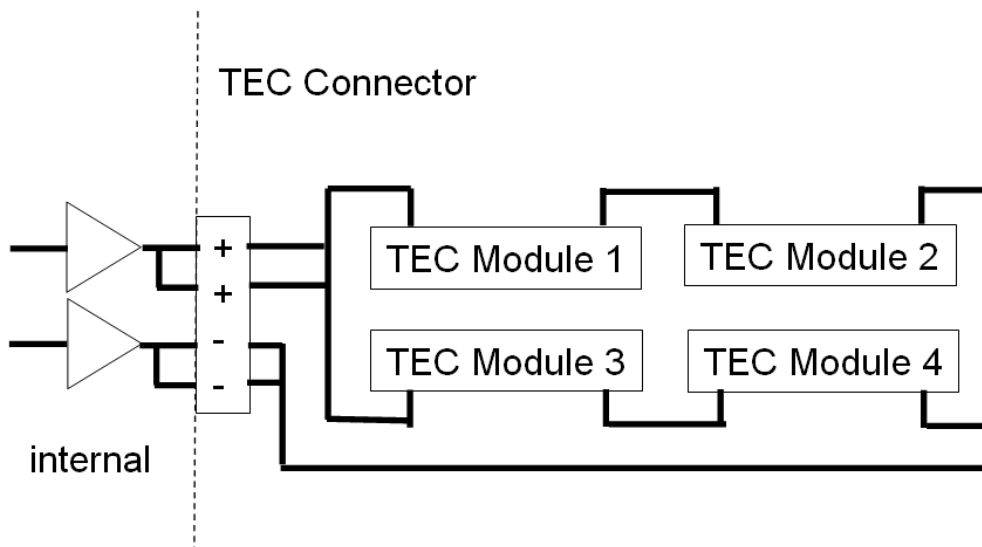 TEC Connector
+
+
-
-
TEC Module 1
TEC Module 2
TEC Module 3
TEC Module 4
internal